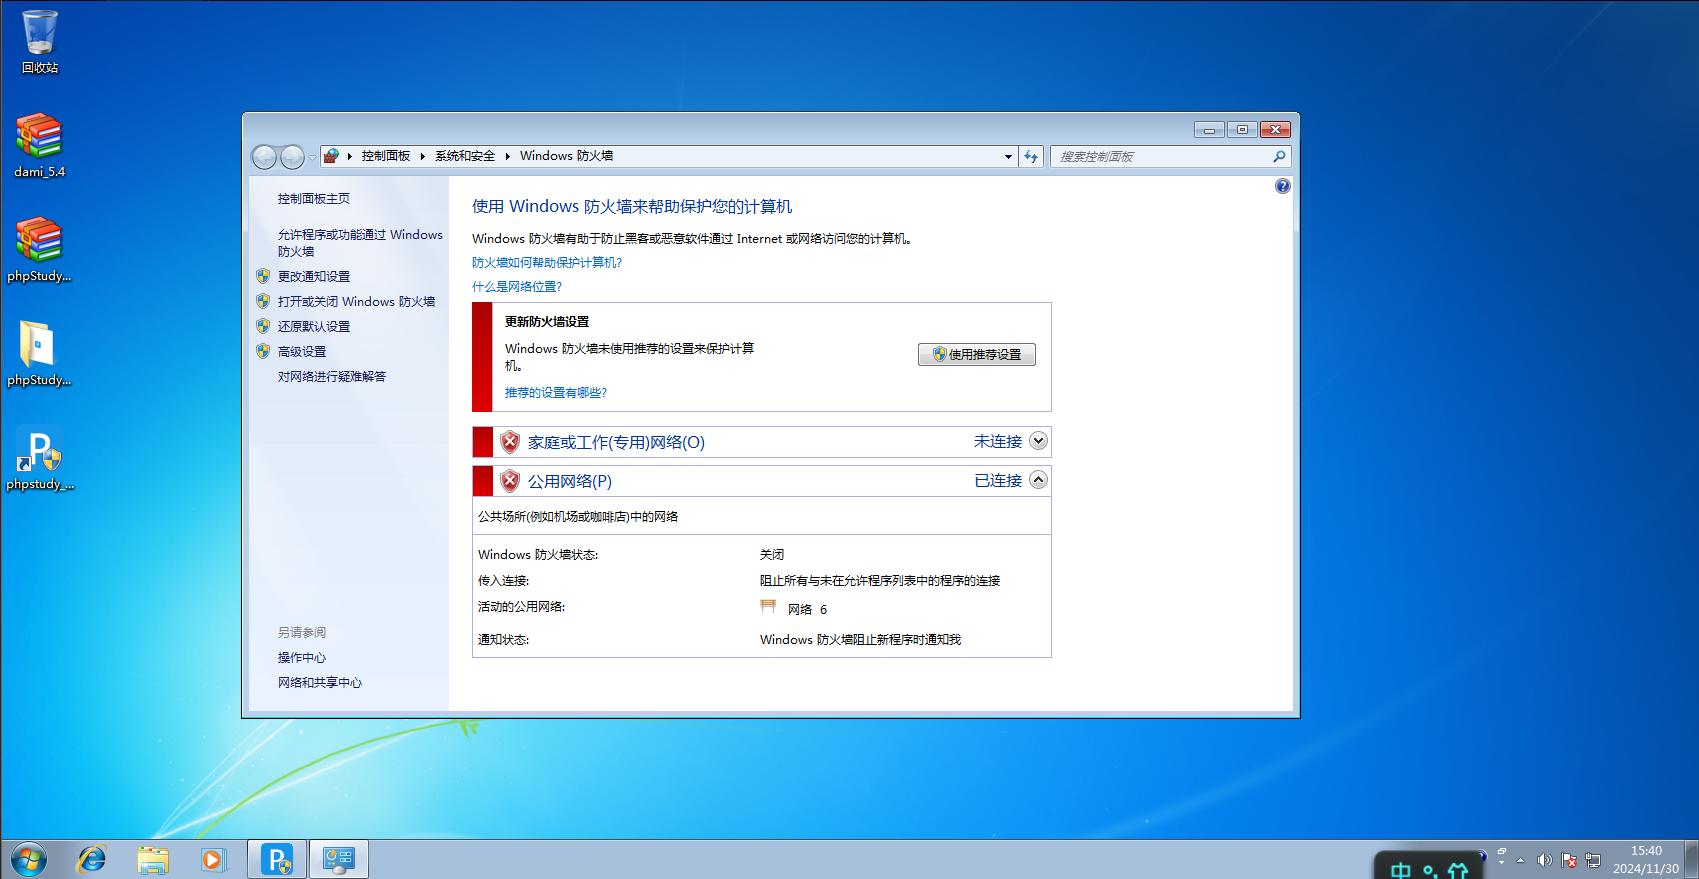 回收站
dami_5.4
phpStudy...
phpStudy...
phpstudy_...
控制面板 系统和安全 Windows 防火墙
搜索控制面板
控制面板主页
允许程序或功能通过 Windows
防火墙
更改通知设置
打开或关闭 Windows 防火墙
还原默认设置
高级设置
对网络进行疑难解答
另请参阅
操作中心
网络和共享中心
使用 Windows 防火墙来帮助保护您的计算机
Windows 防火墙有助于防止黑客或恶意软件通过 Internet 或网络访问您的计算机。
防火墙如何帮助保护计算机?
什么是网络位置?
更新防火墙设置
Windows 防火墙未使用推荐的设置来保护计算
机。
使用推荐设置
推荐的设置有哪些?
家庭或工作(专用)网络(O) 未连接
公用网络(P) 已连接
公共场所(例如机场或咖啡店)中的网络
Windows 防火墙状态: 关闭
传入连接: 阻止所有与未在允许程序列表中的程序的连接
活动的公用网络: 网络 6
通知状态: Windows 防火墙阻止新程序时通知我
中
15:40
2024/11/30